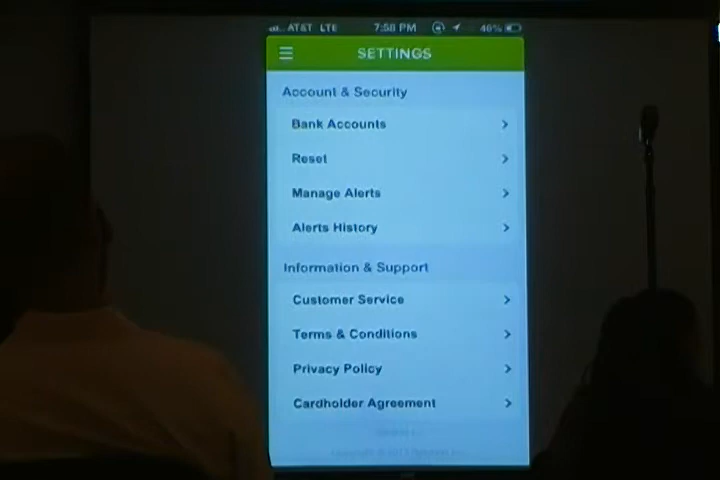 AT&T LTE 7:58 PM 46%
SETTINGS
Account & Security
Bank Accounts
Reset
Manage Alerts
Alerts History
Information & Support
Customer Service
Terms & Conditions
Privacy Policy
Cardholder Agreement